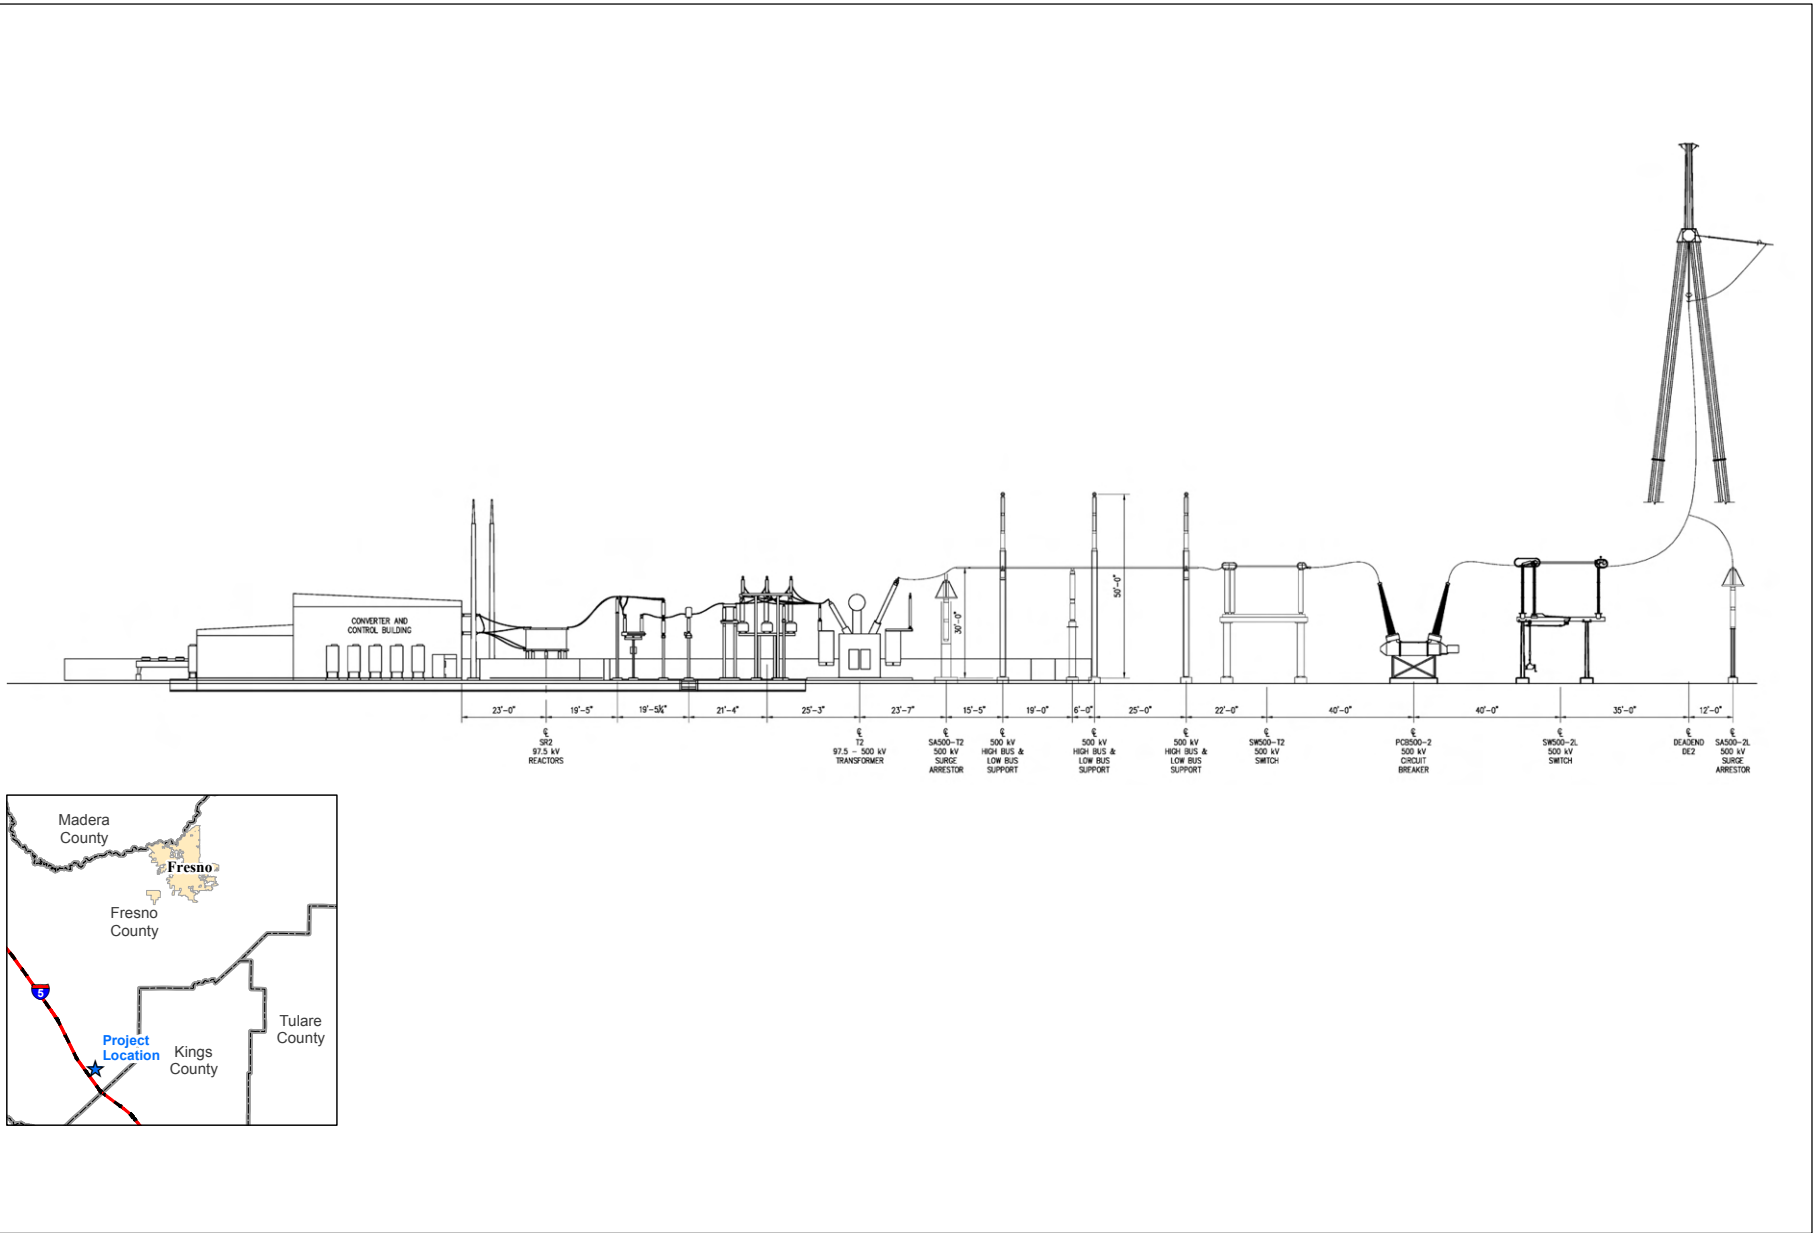 CONVERTER AND
CONTROL BUILDING
30'-0"
50'-0"
23'-0"
19'-5"
19'-5¼"
21'-4"
25'-3"
23'-7"
15'-5"
19'-0"
6'-0"
25'-0"
22'-0"
40'-0"
40'-0"
35'-0"
12'-0"
℄
SR2
97.5 kV
REACTORS
℄
T2
97.5 - 500 kV
TRANSFORMER
℄
SA500-T2
500 kV
SURGE
ARRESTOR
℄
500 kV
HIGH BUS &
LOW BUS
SUPPORT
℄
500 kV
HIGH BUS &
LOW BUS
SUPPORT
℄
500 kV
HIGH BUS &
LOW BUS
SUPPORT
℄
SW500-T2
500 kV
SWITCH
℄
PCB500-2
500 kV
CIRCUIT
BREAKER
℄
SW500-2L
500 kV
SWITCH
℄
DEADEND
DE2
℄
SA500-2L
500 kV
SURGE
ARRESTOR
Madera
County
Fresno
Fresno
County
5
Tulare
County
Project
Location
Kings
County